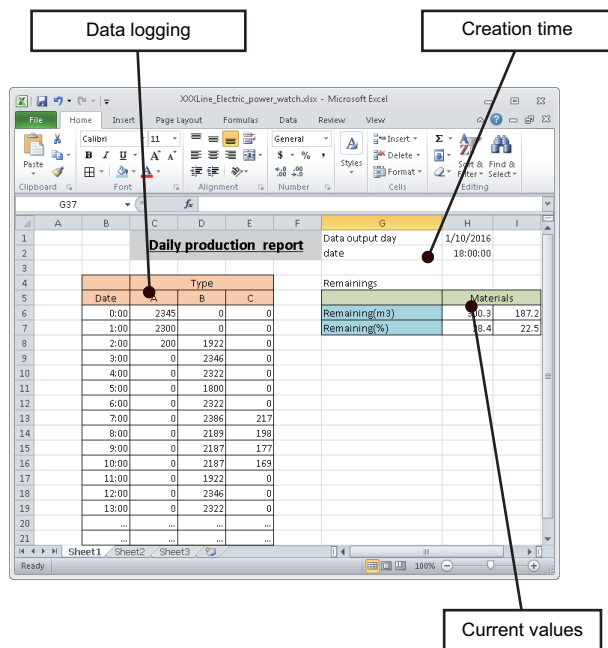 Data logging
Creation time
XXXLine_Electric_power_watch.xlsx - Microsoft Excel
File Home Insert Page Layout Formulas Data Review View
Paste
Calibri 11
B I U
General
$ % ,
Styles
Insert
Delete
Format
Sort & Filter
Find & Select
Clipboard Font Alignment Number Cells Editing
G37 fx
A B C D E F G H I
1 Daily production report Data output day 1/10/2016
2 date 18:00:00
3
4 Type Remainings
5 Date A B C Materials
6 0:00 2345 0 0 Remaining(m3) 187.2
7 1:00 2300 0 0 Remaining(%) 22.5
8 2:00 200 1922 0
9 3:00 0 2346 0
10 4:00 0 2322 0
11 5:00 0 1800 0
12 6:00 0 2322 0
13 7:00 0 2386 217
14 8:00 0 2189 198
15 9:00 0 2187 177
16 10:00 0 2187 169
17 11:00 0 1922 0
18 12:00 0 2346 0
19 13:00 0 2322 0
20 ... ... ... ...
21 ... ... ... ...
Sheet1 Sheet2 Sheet3
Ready 100%
Current values